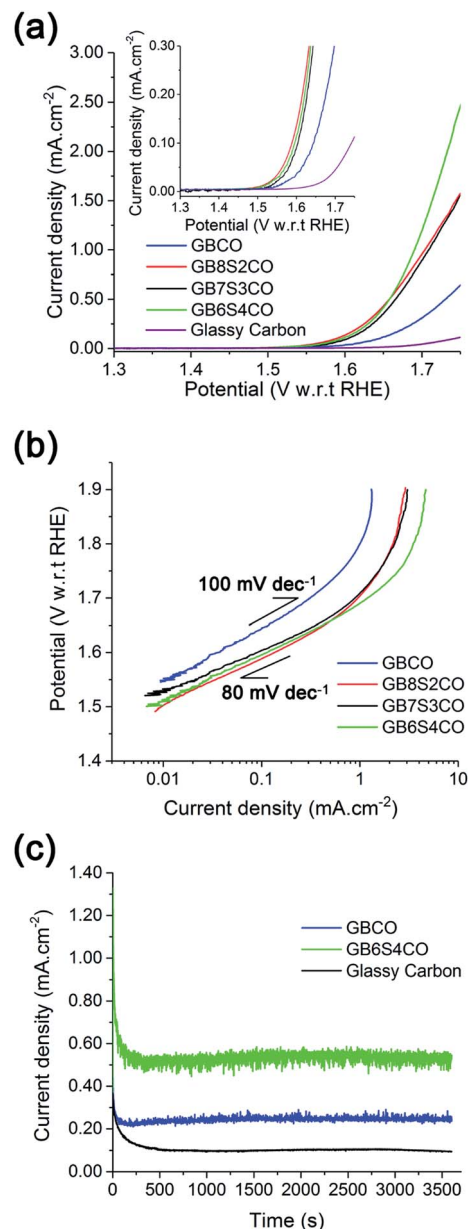 (a)
Current density (mA.cm⁻²)
3.00
2.50
2.00
1.50
1.00
0.50
0.00
1.3 1.4 1.5 1.6 1.7
Potential (V w.r.t RHE)
Current density (mA.cm⁻²)
0.30
0.20
0.10
0.00
1.3 1.4 1.5 1.6 1.7
Potential (V w.r.t RHE)
GBCO
GB8S2CO
GB7S3CO
GB6S4CO
Glassy Carbon
(b)
Potential (V w.r.t RHE)
1.9
1.8
1.7
1.6
1.5
1.4
100 mV dec⁻¹
80 mV dec⁻¹
GBCO
GB8S2CO
GB7S3CO
GB6S4CO
0.01 0.1 1 10
Current density (mA.cm⁻²)
(c)
Current density (mA.cm⁻²)
1.40
1.20
1.00
0.80
0.60
0.40
0.20
0.00
GBCO
GB6S4CO
Glassy Carbon
0 500 1000 1500 2000 2500 3000 3500
Time (s)